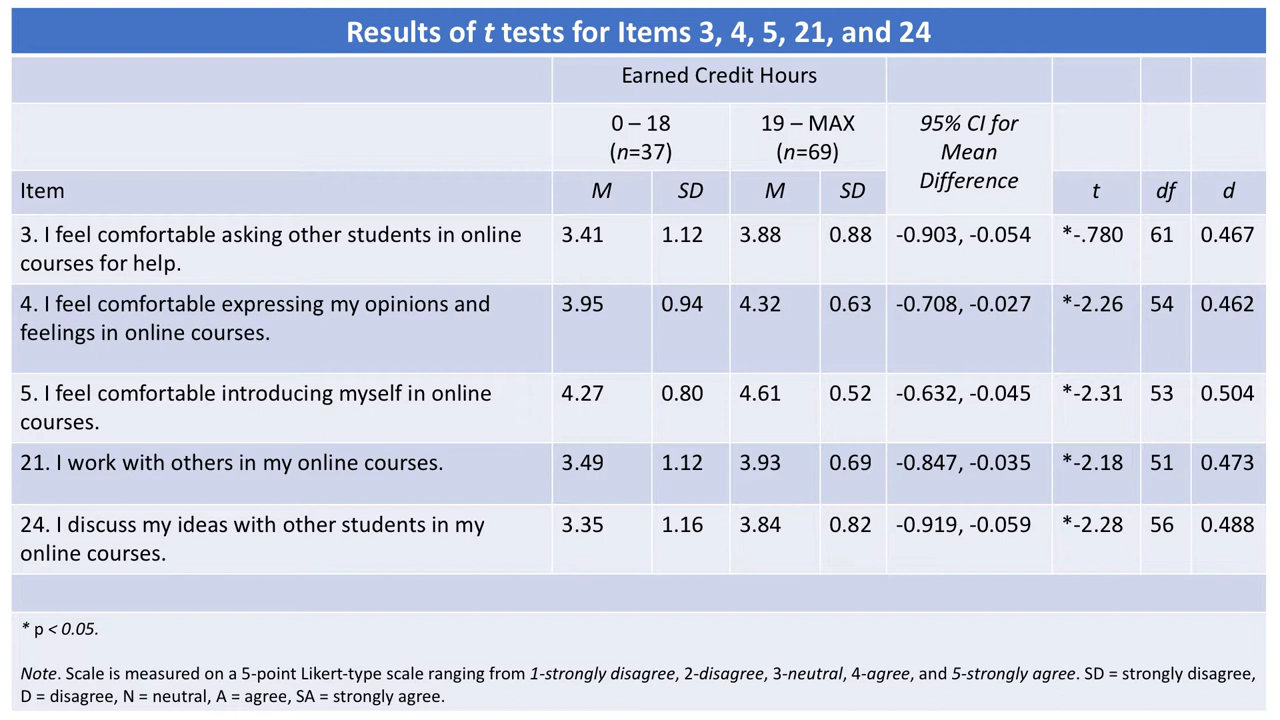 Results of t tests for Items 3, 4, 5, 21, and 24
Earned Credit Hours
0 – 18 19 – MAX 95% CI for
(n=37) (n=69) Mean
Difference
Item M SD M SD t df d
3. I feel comfortable asking other students in online 3.41 1.12 3.88 0.88 -0.903, -0.054 *-.780 61 0.467
courses for help.
4. I feel comfortable expressing my opinions and 3.95 0.94 4.32 0.63 -0.708, -0.027 *-2.26 54 0.462
feelings in online courses.
5. I feel comfortable introducing myself in online 4.27 0.80 4.61 0.52 -0.632, -0.045 *-2.31 53 0.504
courses.
21. I work with others in my online courses. 3.49 1.12 3.93 0.69 -0.847, -0.035 *-2.18 51 0.473
24. I discuss my ideas with other students in my 3.35 1.16 3.84 0.82 -0.919, -0.059 *-2.28 56 0.488
online courses.
* p < 0.05.
Note. Scale is measured on a 5-point Likert-type scale ranging from 1-strongly disagree, 2-disagree, 3-neutral, 4-agree, and 5-strongly agree. SD = strongly disagree,
D = disagree, N = neutral, A = agree, SA = strongly agree.